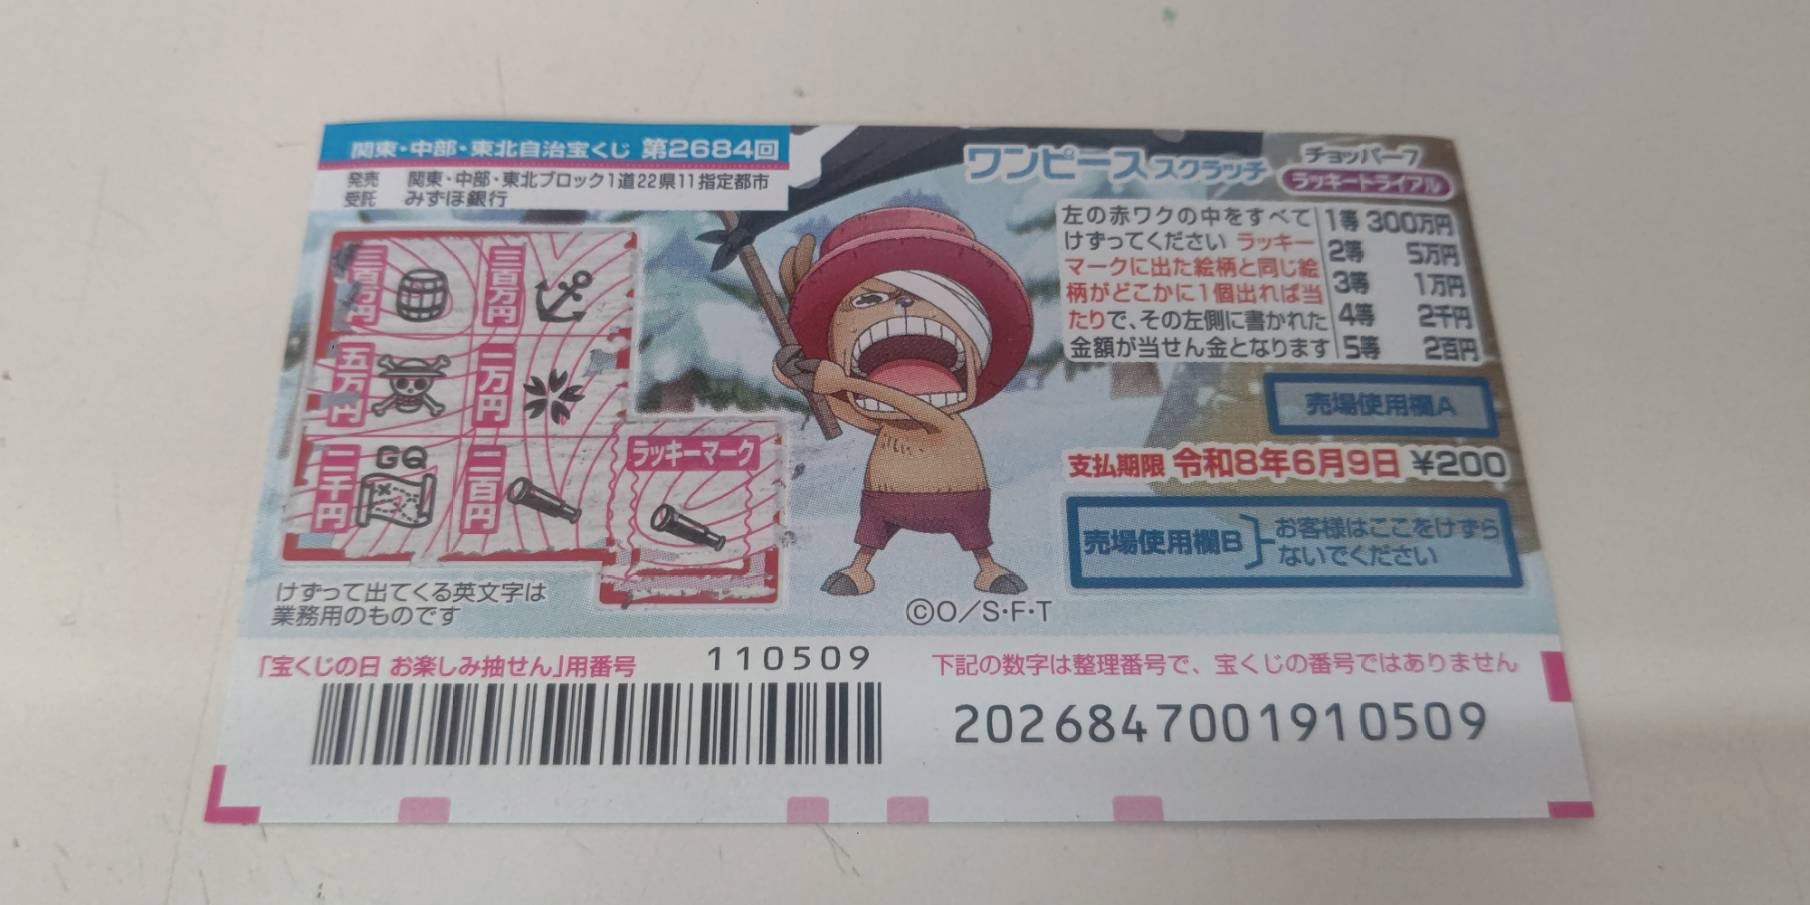 関東・中部・東北自治宝くじ 第2684回
発売 関東・中部・東北ブロック1道22県11指定都市
受託 みずほ銀行
ワンピーススクラッチ
チョッパー7
ラッキートライアル
左の赤ワクの中をすべて
けずってください ラッキー
マークに出た絵柄と同じ絵
柄がどこかに1個出れば当
たりで、その左側に書かれた
金額が当せん金となります
1等 300万円
2等 5万円
3等 1万円
4等 2千円
5等 2百円
三百万円
三百万円
五万円
一万円
二千円
GQ
二百円
ラッキーマーク
売場使用欄A
支払期限 令和8年6月9日 ¥200
売場使用欄B
お客様はここをけずら
ないでください
けずって出てくる英文字は
業務用のものです
©O/S・F・T
「宝くじの日 お楽しみ抽せん」用番号 110509
下記の数字は整理番号で、宝くじの番号ではありません
2026847001910509